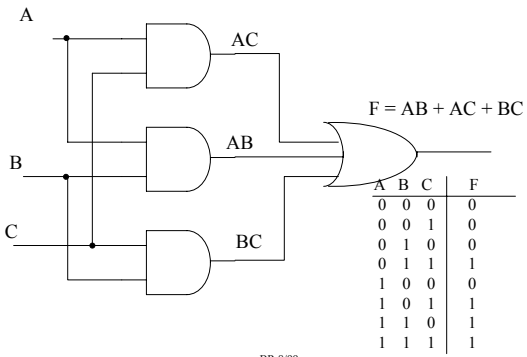 A
AC
F = AB + AC + BC
AB
B
C
BC
A B C F
0 0 0 0
0 0 1 0
0 1 0 0
0 1 1 1
1 0 0 0
1 0 1 1
1 1 0 1
1 1 1 1